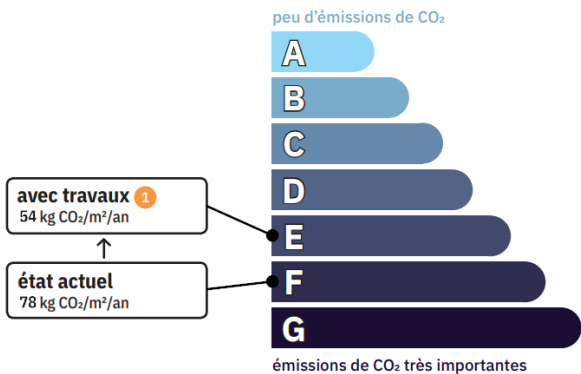 peu d'émissions de CO₂
A
B
C
D
avec travaux 1
54 kg CO₂/m²/an
E
état actuel
78 kg CO₂/m²/an
F
G
émissions de CO₂ très importantes